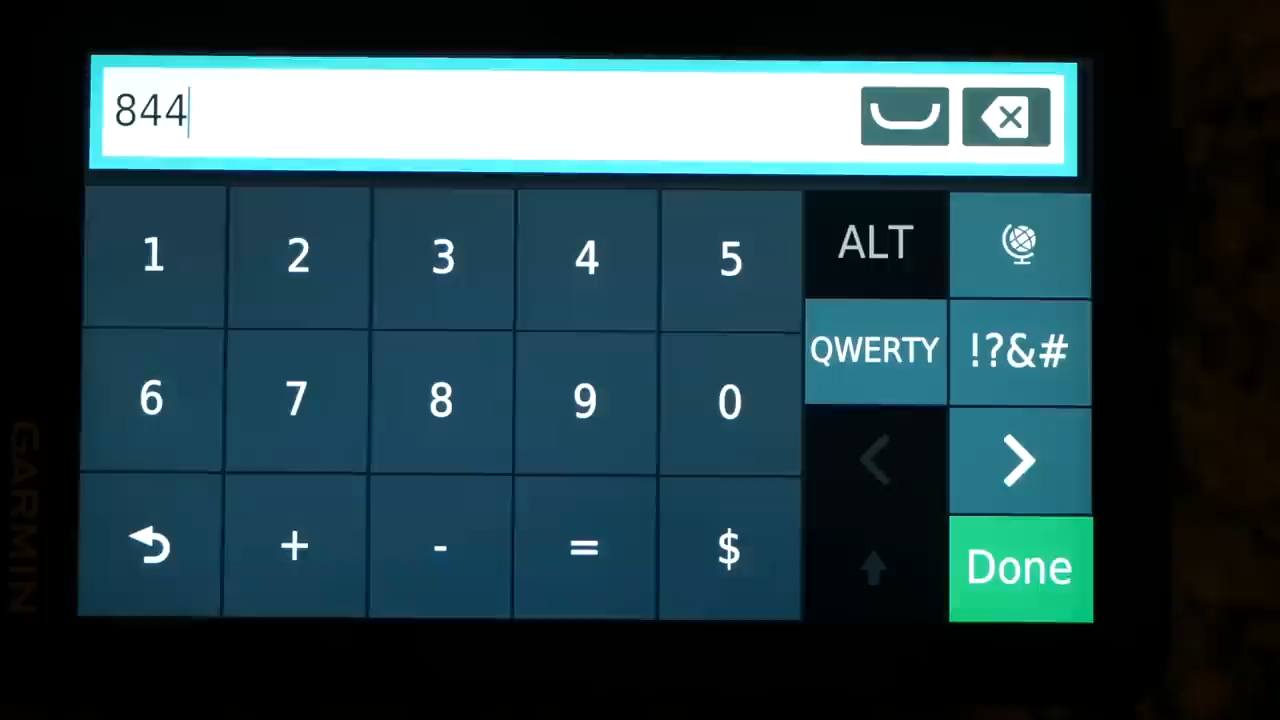 844
1 2 3 4 5 ALT
QWERTY !?&#
6 7 8 9 0
+ - = $
Done
GARMIN